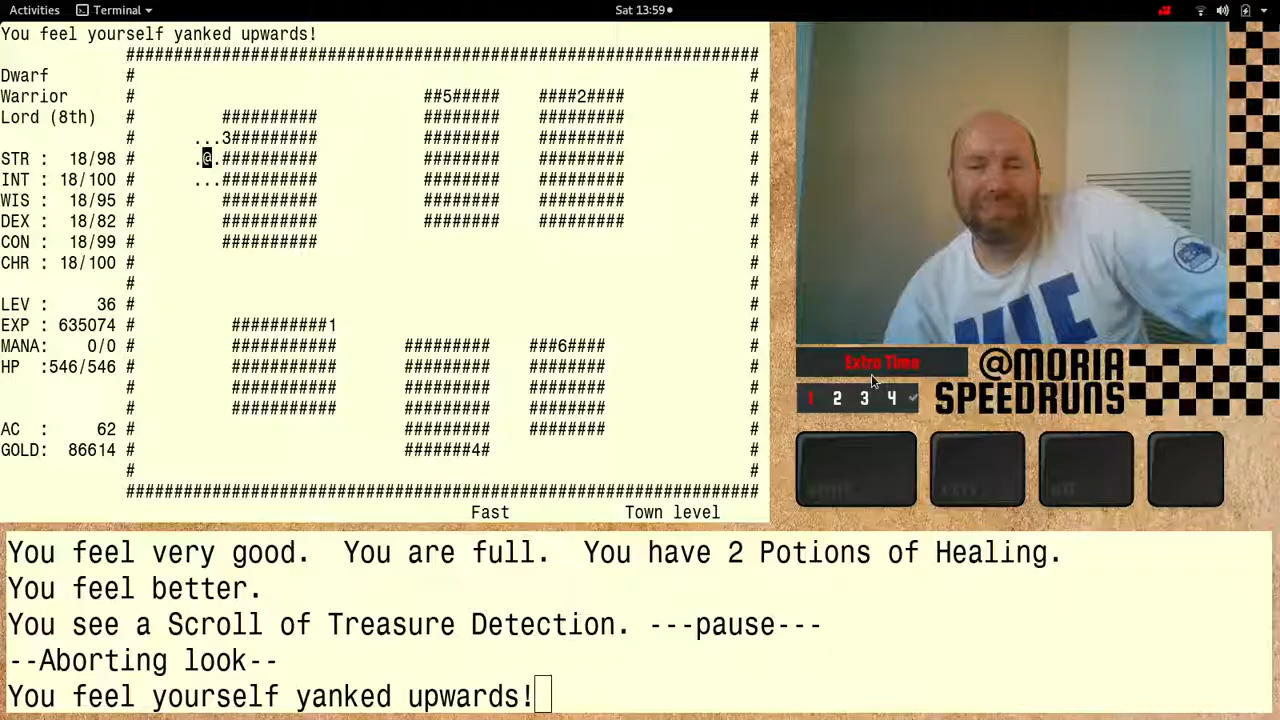 Activities Terminal Sat 13:59
You feel yourself yanked upwards!
##################################################################
Dwarf # #
Warrior # ##5##### ####2#### #
Lord (8th) # ########## ######## ######### #
# ...3######### ######## ######### #
STR : 18/98 # .@.########## ######## ######### #
INT : 18/100 # ...########## ######## ######### #
WIS : 18/95 # ########## ######## ######### #
DEX : 18/82 # ########## ######## ######### #
CON : 18/99 # ########## #
CHR : 18/100 # #
# #
LEV : 36 # #
EXP : 635074 # ##########1 #
MANA: 0/0 # ########### ######### ###6#### #
HP :546/546 # ########### ######### ######## #
# ########### ######### ######## #
# ########### ######### ######## #
AC : 62 # ######### ######## #
GOLD: 86614 # #######4# #
# #
##################################################################
Fast Town level
Extra Time
1 2 3 4
@MORIA
SPEEDRUNS
You feel very good. You are full. You have 2 Potions of Healing.
You feel better.
You see a Scroll of Treasure Detection. ---pause---
--Aborting look--
You feel yourself yanked upwards!